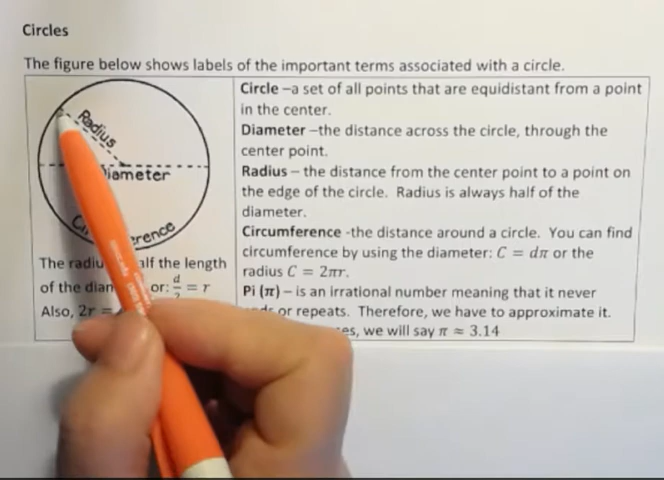 Circles
The figure below shows labels of the important terms associated with a circle.
Radius
iameter
erence
The radiu alf the length
of the dian or: d/2 = r
Also, 2r =
Circle –a set of all points that are equidistant from a point
in the center.
Diameter –the distance across the circle, through the
center point.
Radius – the distance from the center point to a point on
the edge of the circle. Radius is always half of the
diameter.
Circumference -the distance around a circle. You can find
circumference by using the diameter: C = dπ or the
radius C = 2πr.
Pi (π) – is an irrational number meaning that it never
or repeats. Therefore, we have to approximate it.
es, we will say π ≈ 3.14